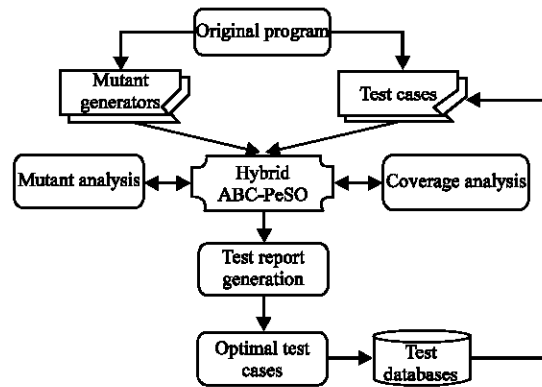 Original program
Mutant
generators
Test cases
Mutant analysis
Hybrid
ABC-PeSO
Coverage analysis
Test report
generation
Optimal test
cases
Test
databases